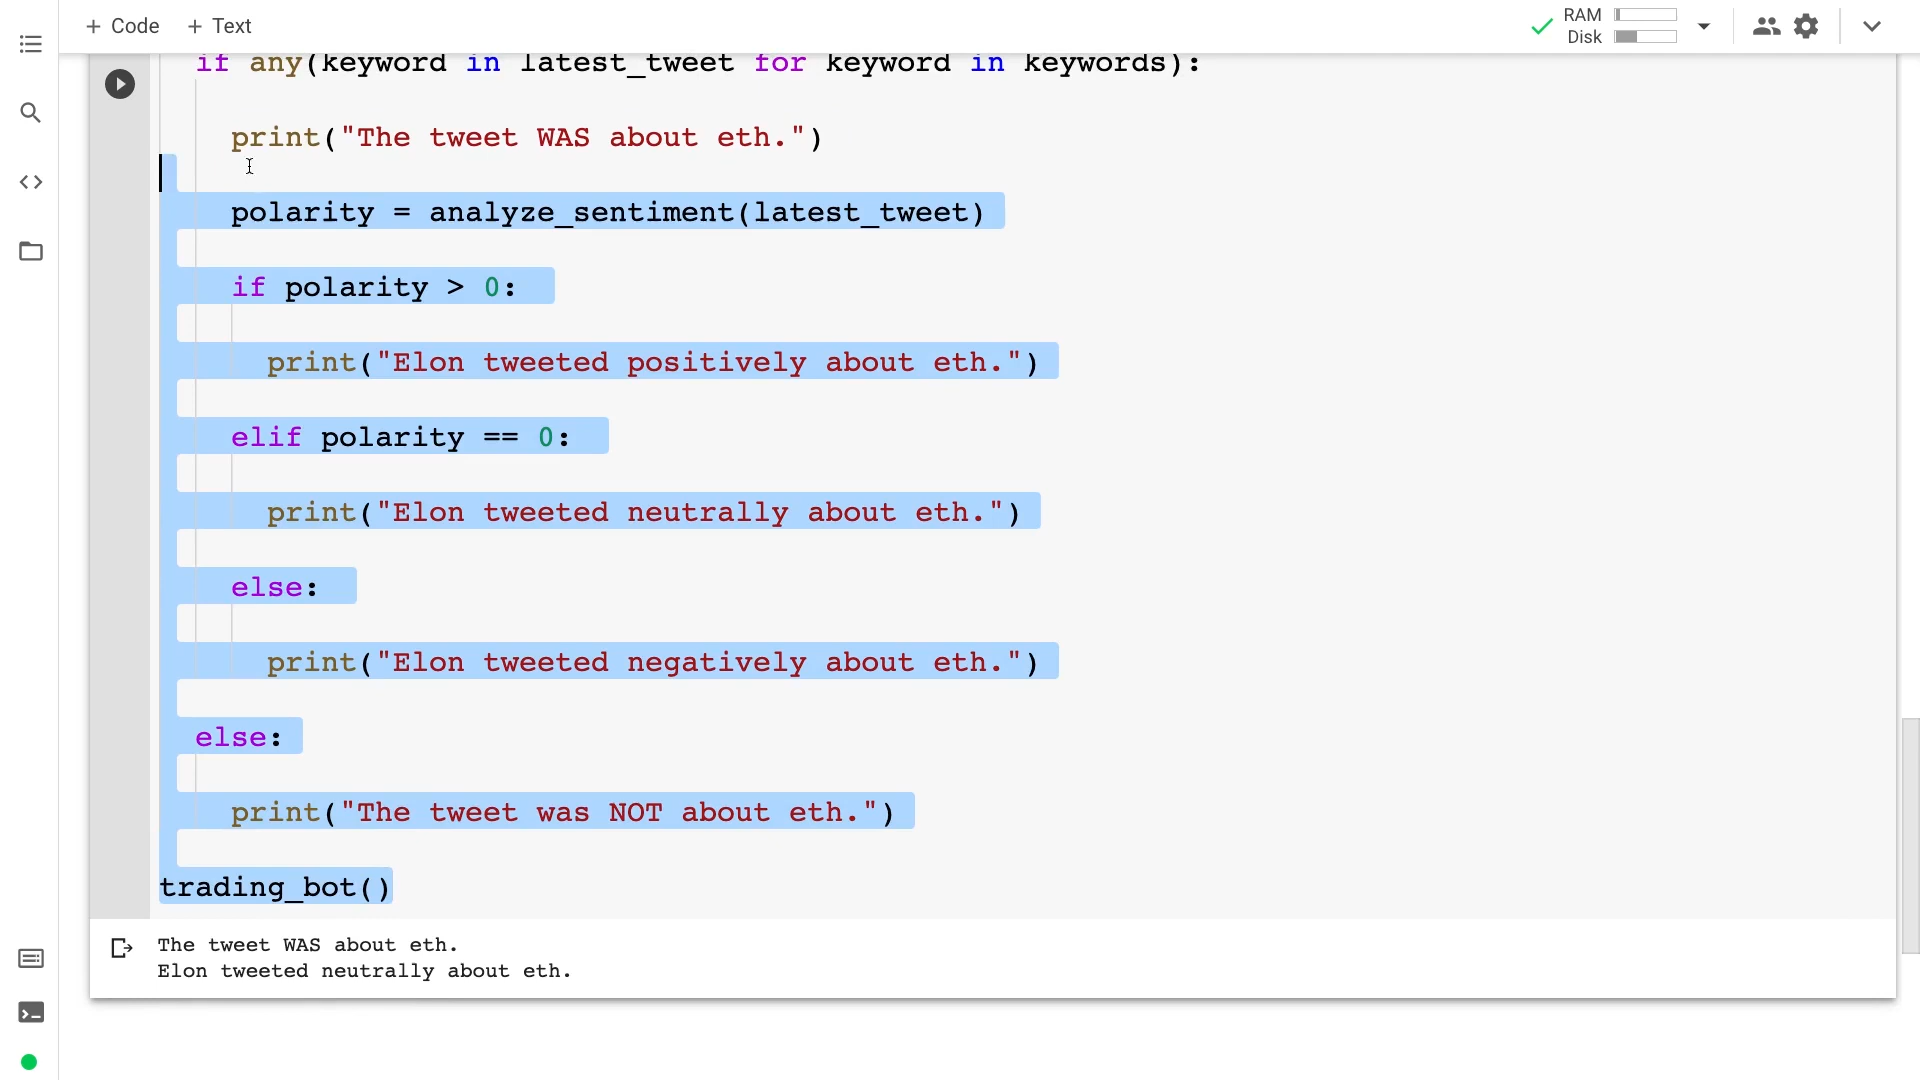 + Code + Text
RAM
Disk
if any(keyword in latest_tweet for keyword in keywords):
print("The tweet WAS about eth.")
polarity = analyze_sentiment(latest_tweet)
if polarity > 0:
print("Elon tweeted positively about eth.")
elif polarity == 0:
print("Elon tweeted neutrally about eth.")
else:
print("Elon tweeted negatively about eth.")
else:
print("The tweet was NOT about eth.")
trading_bot()
The tweet WAS about eth.
Elon tweeted neutrally about eth.